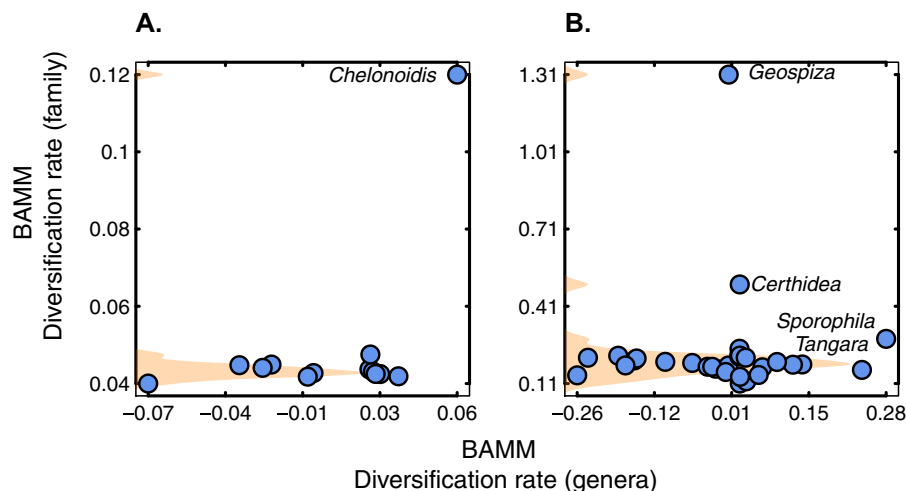 A.
B.
BAMM
Diversification rate (family)
0.12
0.1
0.08
0.06
0.04
Chelonoidis
−0.07
−0.04
−0.01
0.03
0.06
1.31
1.01
0.71
0.41
0.11
Geospiza
Certhidea
Sporophila
Tangara
−0.26
−0.12
0.01
0.15
0.28
BAMM
Diversification rate (genera)